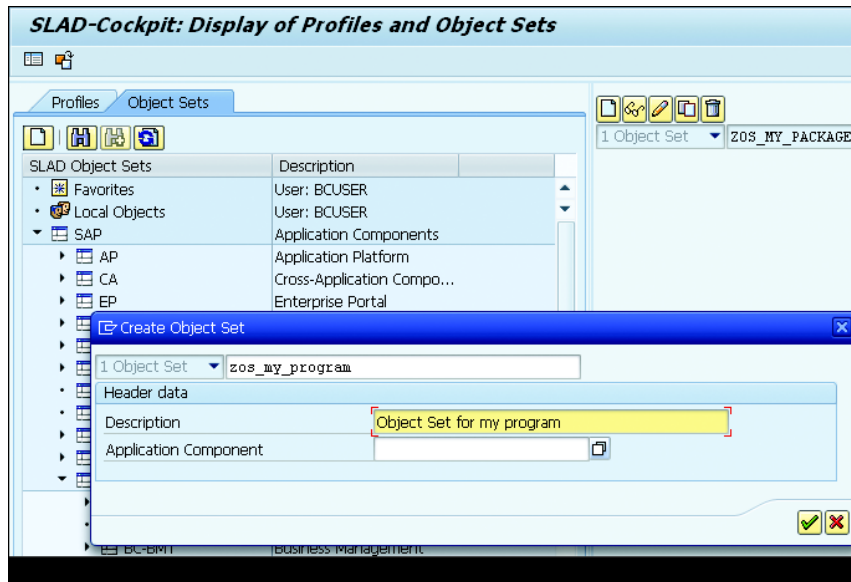 SLAD-Cockpit: Display of Profiles and Object Sets
Profiles
Object Sets
1 Object Set
ZOS_MY_PACKAGE
SLAD Object Sets
Description
Favorites
User: BCUSER
Local Objects
User: BCUSER
SAP
Application Components
AP
Application Platform
CA
Cross-Application Compo...
EP
Enterprise Portal
Create Object Set
1 Object Set
zos_my_program
Header data
Description
Object Set for my program
Application Component
BC-BMT
Business Management